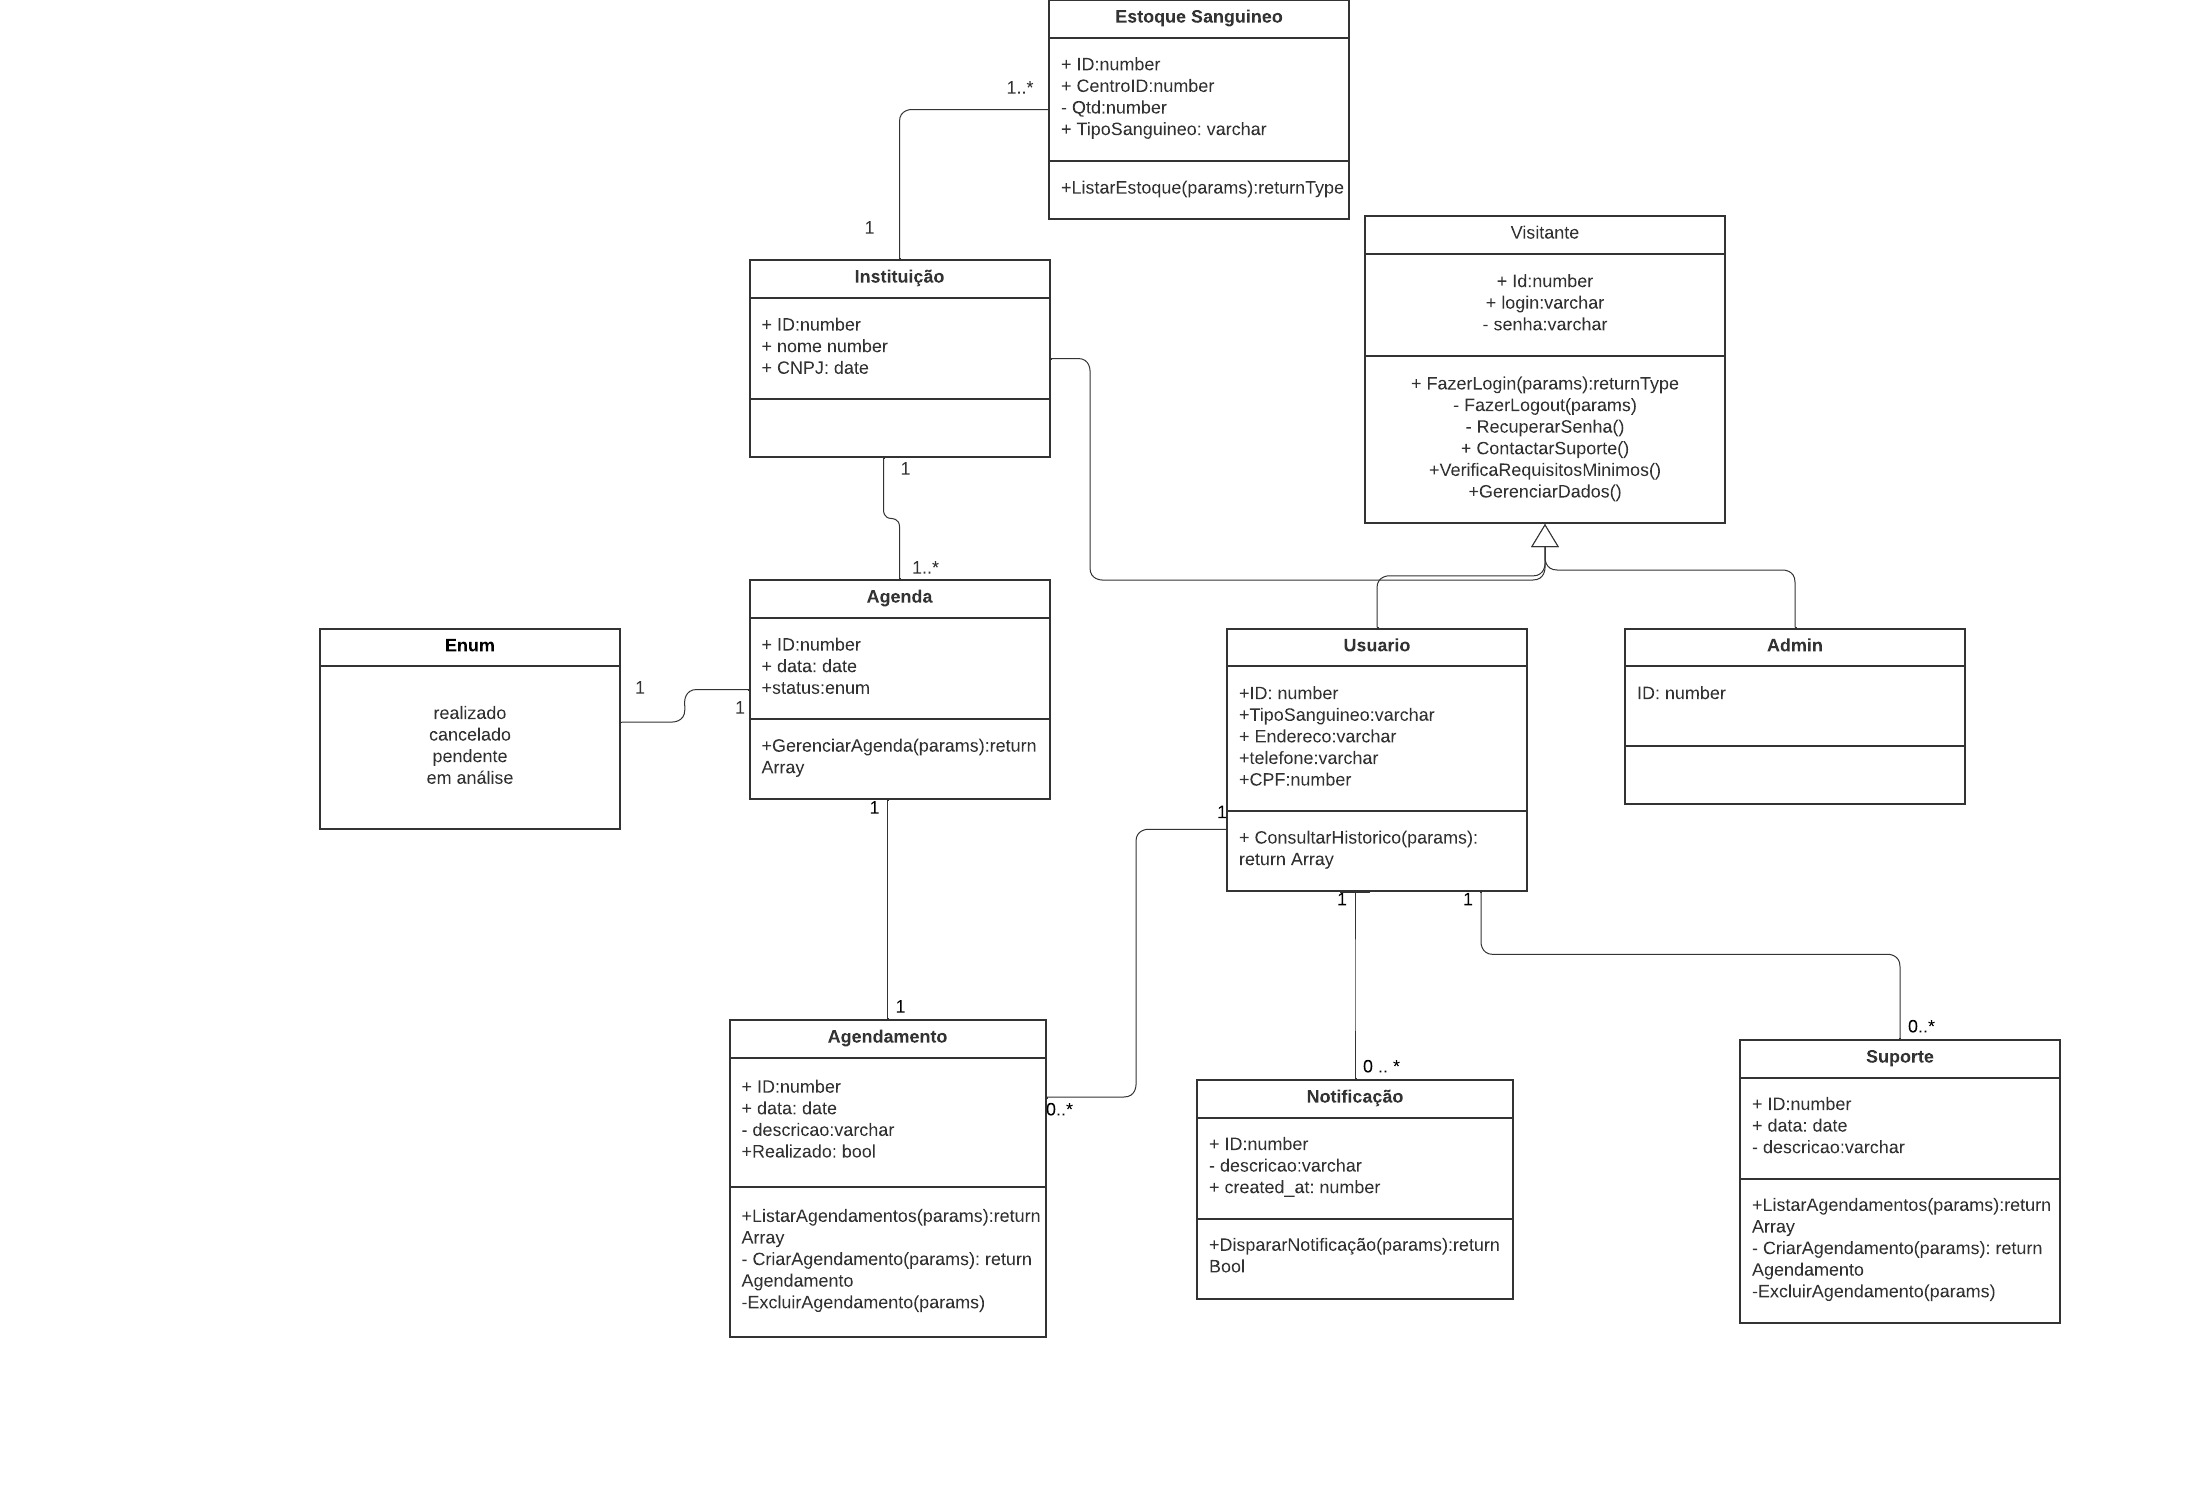 Estoque Sanguineo
+ ID:number
+ CentroID:number
- Qtd:number
+ TipoSanguineo: varchar
+ListarEstoque(params):returnType
1..*
1
Instituição
+ ID:number
+ nome number
+ CNPJ: date
1
1..*
Visitante
+ Id:number
+ login:varchar
- senha:varchar
+ FazerLogin(params):returnType
- FazerLogout(params)
- RecuperarSenha()
+ ContactarSuporte()
+VerificaRequisitosMinimos()
+GerenciarDados()
Enum
realizado
cancelado
pendente
em análise
1
1
Agenda
+ ID:number
+ data: date
+status:enum
+GerenciarAgenda(params):return
Array
1
1
Usuario
+ID: number
+TipoSanguineo:varchar
+ Endereco:varchar
+telefone:varchar
+CPF:number
+ ConsultarHistorico(params):
return Array
1
1
1
Admin
ID: number
Agendamento
+ ID:number
+ data: date
- descricao:varchar
+Realizado: bool
+ListarAgendamentos(params):return
Array
- CriarAgendamento(params): return
Agendamento
-ExcluirAgendamento(params)
0..*
0 .. *
Notificação
+ ID:number
- descricao:varchar
+ created_at: number
+DispararNotificação(params):return
Bool
0..*
Suporte
+ ID:number
+ data: date
- descricao:varchar
+ListarAgendamentos(params):return
Array
- CriarAgendamento(params): return
Agendamento
-ExcluirAgendamento(params)